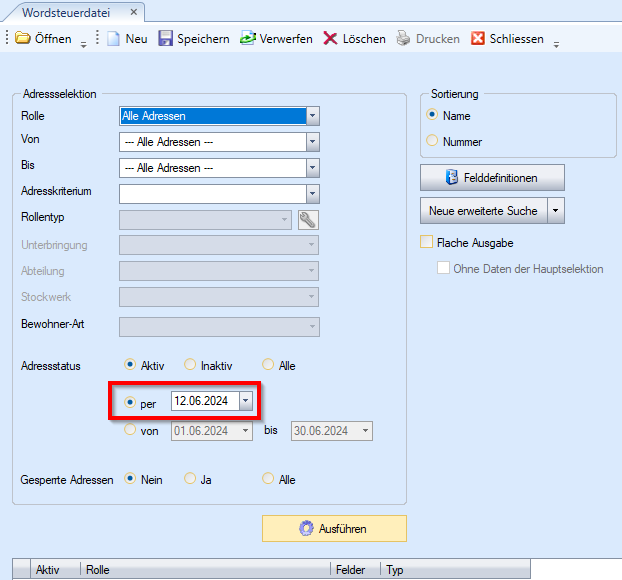 Wordsteuerdatei
Öffnen Neu Speichern Verwerfen Löschen Drucken Schliessen
Adressselektion
Rolle Alle Adressen
Von --- Alle Adressen ---
Bis --- Alle Adressen ---
Adresskriterium
Rollentyp
Unterbringung
Abteilung
Stockwerk
Bewohner-Art
Adressstatus Aktiv Inaktiv Alle
per 12.06.2024
von 01.06.2024 bis 30.06.2024
Gesperrte Adressen Nein Ja Alle
Sortierung
Name
Nummer
Felddefinitionen
Neue erweiterte Suche
Flache Ausgabe
Ohne Daten der Hauptselektion
Ausführen
Aktiv Rolle Felder Typ